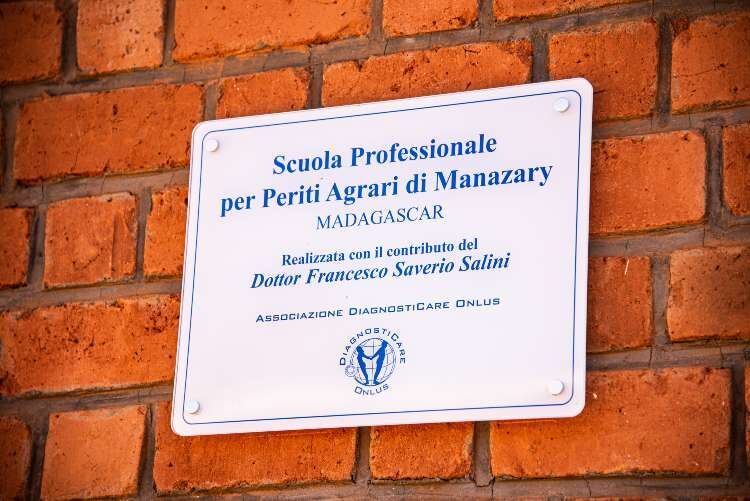 Scuola Professionale
per Periti Agrari di Manazary
MADAGASCAR
Realizzata con il contributo del
Dottor Francesco Saverio Salini
Associazione DiagnostiCare Onlus
DiagnostiCare
Onlus